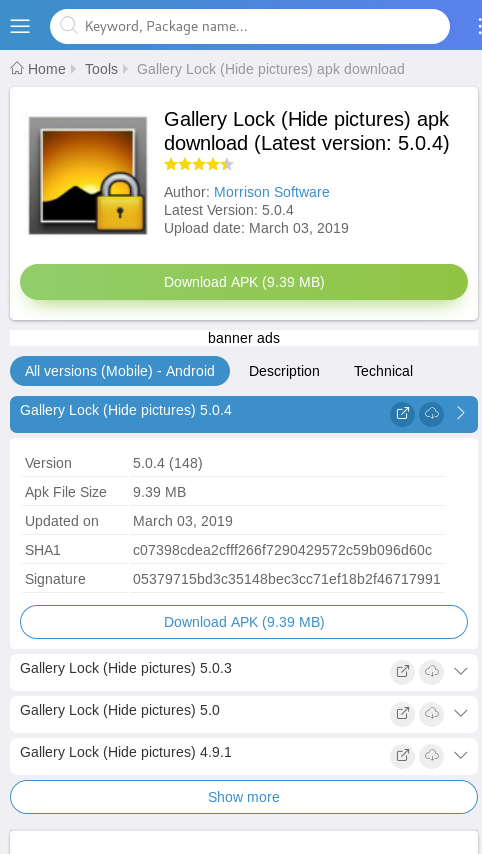 Keyword, Package name...
Home Tools Gallery Lock (Hide pictures) apk download
Gallery Lock (Hide pictures) apk
download (Latest version: 5.0.4)
Author: Morrison Software
Latest Version: 5.0.4
Upload date: March 03, 2019
Download APK (9.39 MB)
banner ads
All versions (Mobile) - Android Description Technical
Gallery Lock (Hide pictures) 5.0.4
Version 5.0.4 (148)
Apk File Size 9.39 MB
Updated on March 03, 2019
SHA1 c07398cdea2cfff266f7290429572c59b096d60c
Signature 05379715bd3c35148bec3cc71ef18b2f46717991
Download APK (9.39 MB)
Gallery Lock (Hide pictures) 5.0.3
Gallery Lock (Hide pictures) 5.0
Gallery Lock (Hide pictures) 4.9.1
Show more